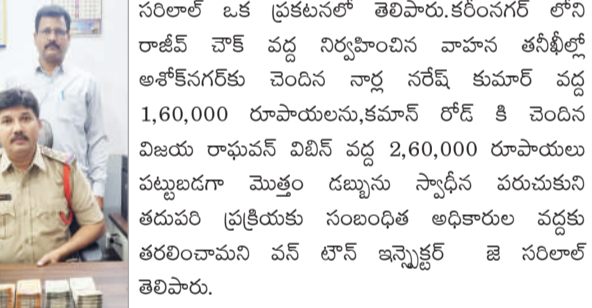 సరిలాల్ ఒక ప్రకటనలో తెలిపారు.కరీంనగర్ లోని
రాజీవ్ చౌక్ వద్ద నిర్వహించిన వాహన తనిఖీల్లో
అశోక్‌నగర్‌కు చెందిన నార్ల నరేష్ కుమార్ వద్ద
1,60,000 రూపాయలను,కమాన్ రోడ్ కి చెందిన
విజయ రాఘవన్ విబిన్ వద్ద 2,60,000 రూపాయలు
పట్టుబడగా మొత్తం డబ్బును స్వాధీన పరుచుకుని
తదుపరి ప్రక్రియకు సంబంధిత అధికారుల వద్దకు
తరలించామని వన్ టౌన్ ఇన్స్పెక్టర్ జె సరిలాల్
తెలిపారు.